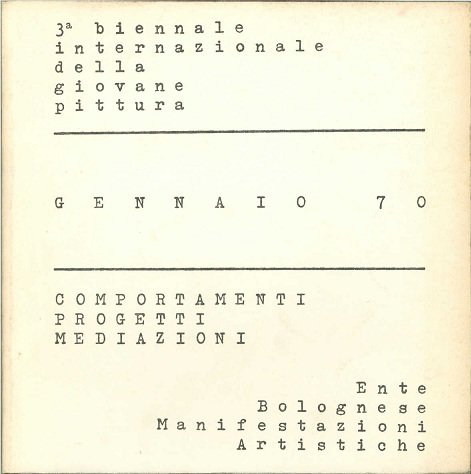 3ª biennale
internazionale
della
giovane
pittura
GENNAIO 70
COMPORTAMENTI
PROGETTI
MEDIAZIONI
Ente
Bolognese
Manifestazioni
Artistiche